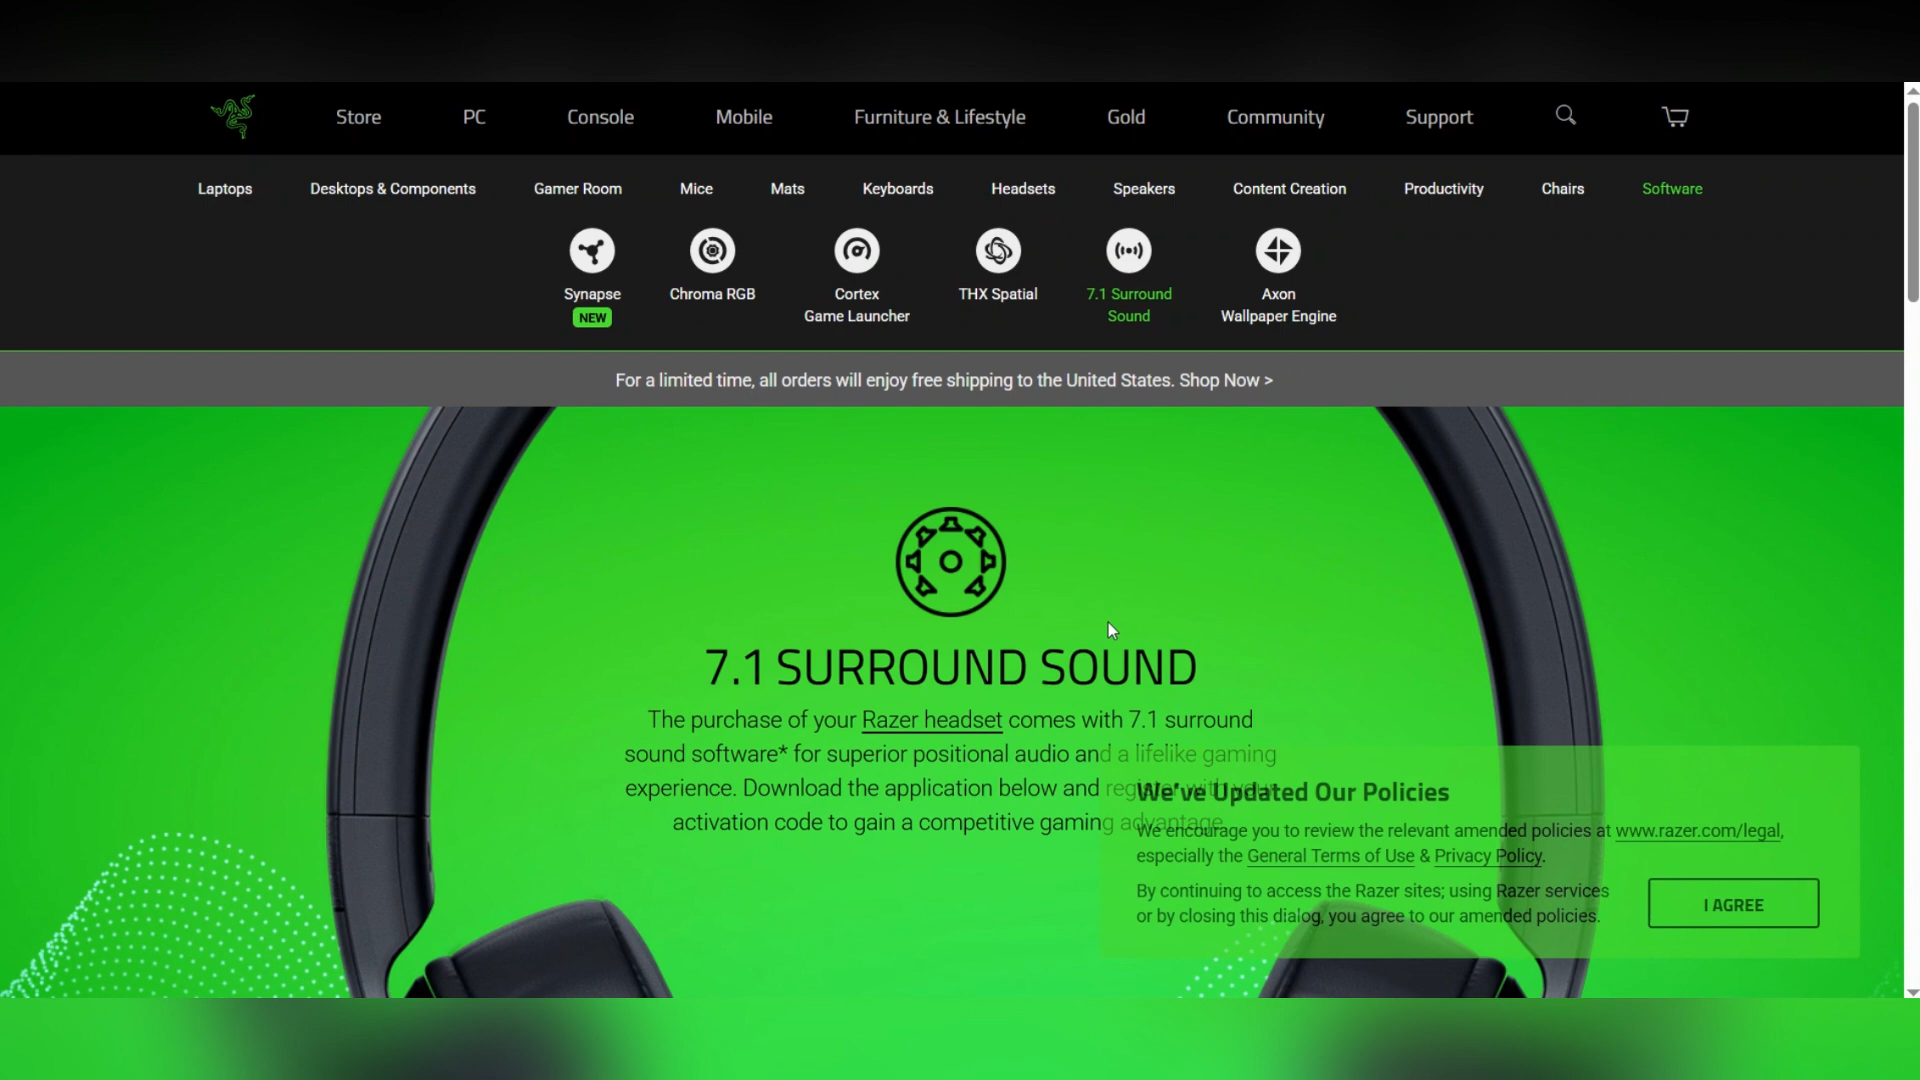 Store PC Console Mobile Furniture & Lifestyle Gold Community Support
Laptops Desktops & Components Gamer Room Mice Mats Keyboards Headsets Speakers Content Creation Productivity Chairs Software
Synapse Chroma RGB Cortex THX Spatial 7.1 Surround Axon
NEW Game Launcher Sound Wallpaper Engine
For a limited time, all orders will enjoy free shipping to the United States. Shop Now >
7.1 SURROUND SOUND
The purchase of your Razer headset comes with 7.1 surround
sound software* for superior positional audio and a lifelike gaming
experience. Download the application below and register with your
activation code to gain a competitive gaming advantage.
We've Updated Our Policies
We encourage you to review the relevant amended policies at www.razer.com/legal,
especially the General Terms of Use & Privacy Policy.
By continuing to access the Razer sites; using Razer services
or by closing this dialog, you agree to our amended policies.
I AGREE